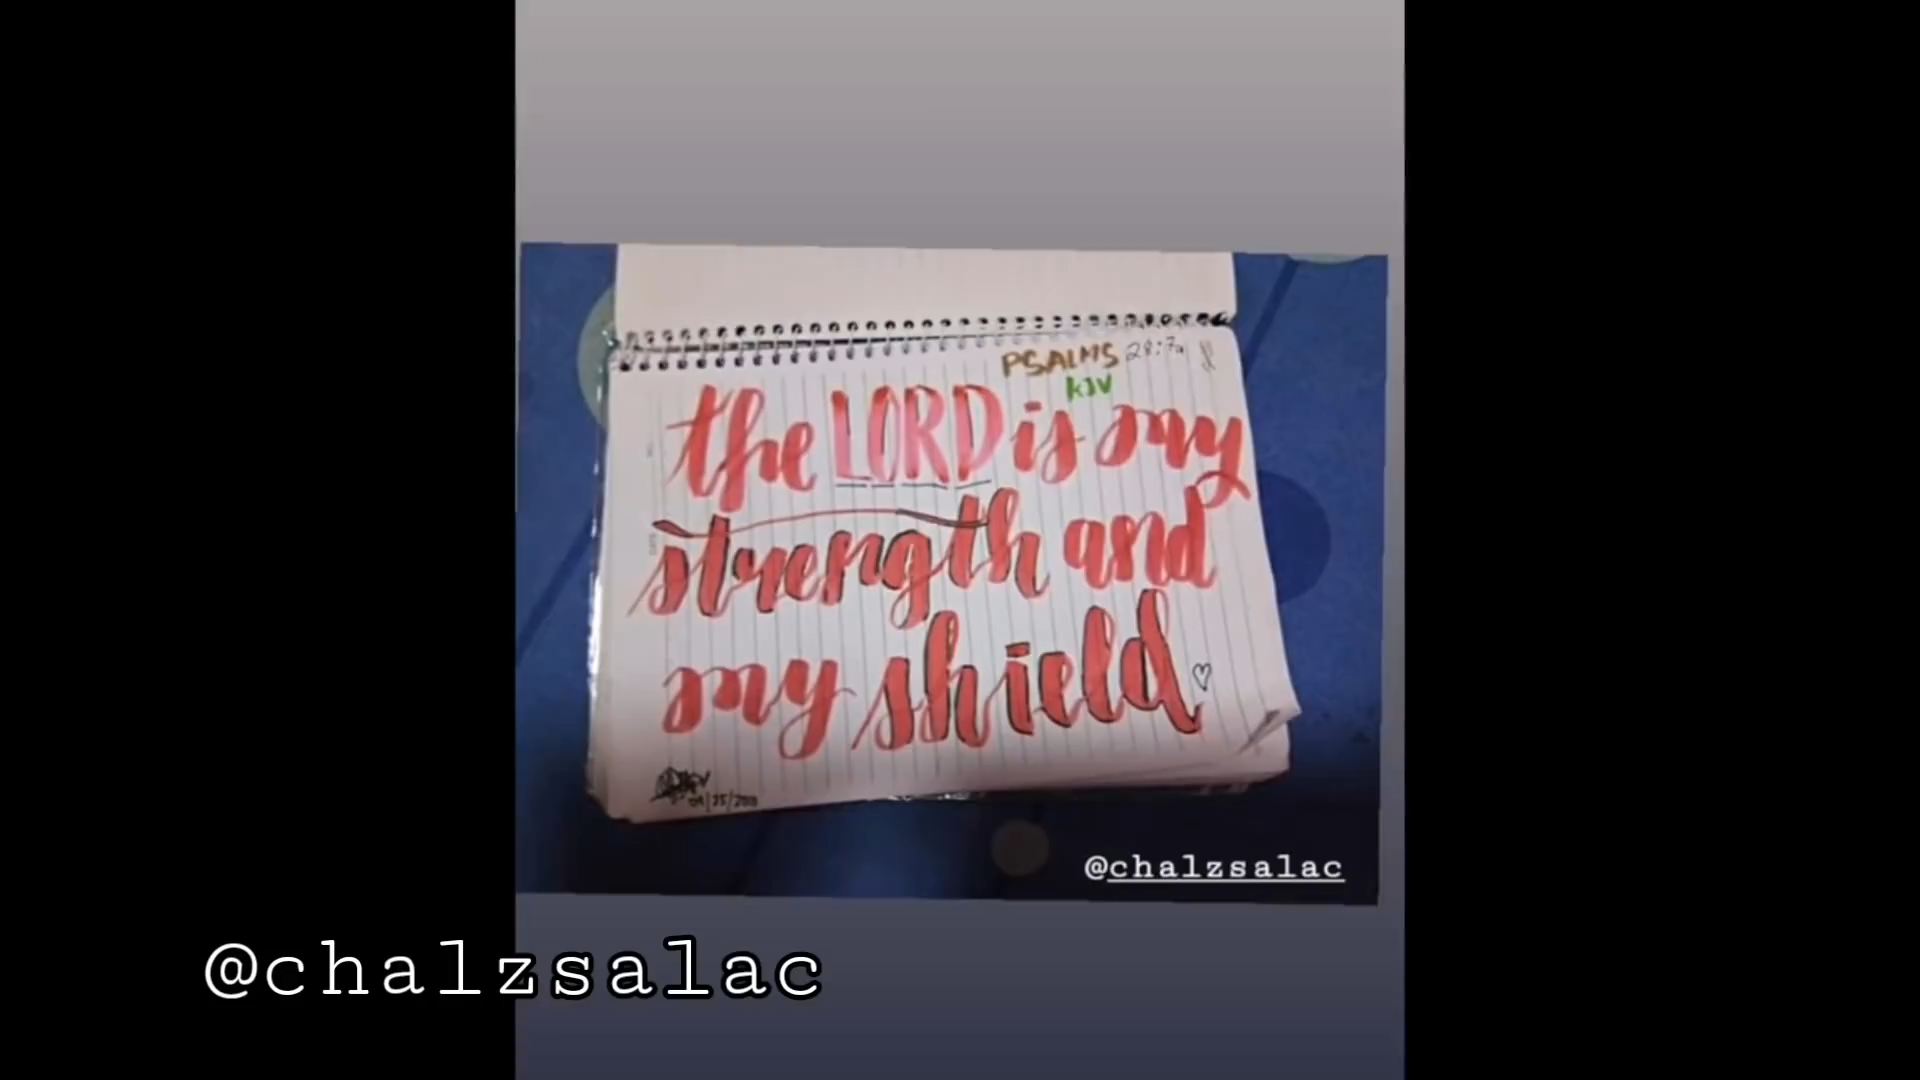 PSALMS 28:7a
KJV
the LORD is my
strength and
my shield
@chalzsalac
@chalzsalac